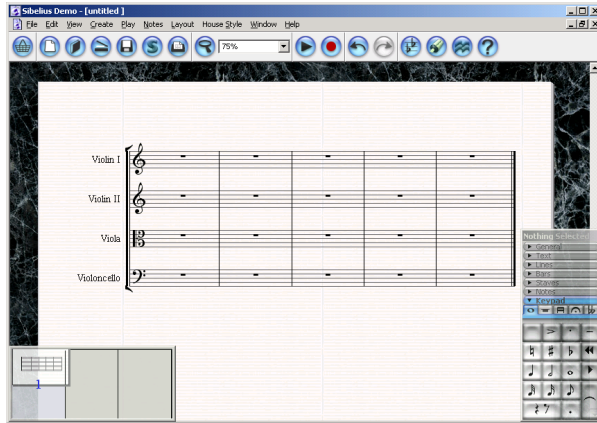 Sibelius Demo - [untitled ]
File Edit View Create Play Notes Layout House Style Window Help
75%
Violin I
Violin II
Viola
Violoncello
Nothing Selected
General
Text
Lines
Bars
Staves
Notes
Keypad
1